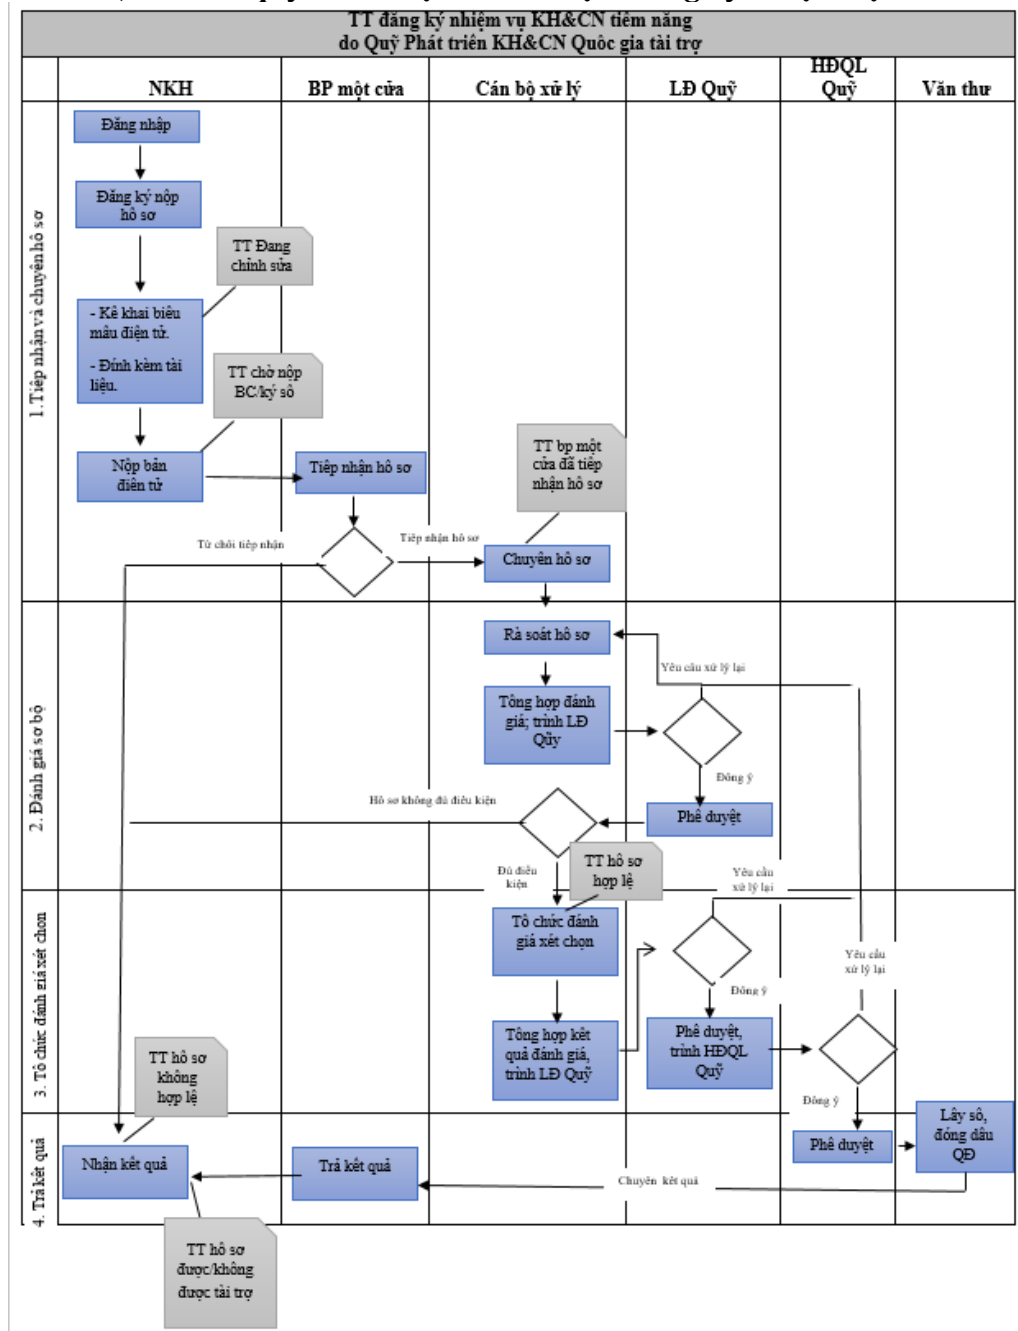 TT đăng ký nhiệm vụ KH&CN tiềm năng
do Quỹ Phát triển KH&CN Quốc gia tài trợ
NKH
BP một cửa
Cán bộ xử lý
LĐ Quỹ
HĐQL
Quỹ
Văn thư
1.Tiếp nhận và chuyển hồ sơ
Đăng nhập
Đăng ký nộp
hồ sơ
TT Đang
chỉnh sửa
- Kê khai biểu
mẫu điện tử.
- Đính kèm tài
liệu.
TT chờ nộp
BC/ký số
Nộp bản
điện tử
Tiếp nhận hồ sơ
TT bp một
cửa đã tiếp
nhận hồ sơ
Từ chối tiếp nhận
Tiếp nhận hồ sơ
Chuyển hồ sơ
2. Đánh giá sơ bộ
Rà soát hồ sơ
Yêu cầu xử lý lại
Tổng hợp đánh
giá; trình LĐ
Qũy
Đồng ý
Phê duyệt
Hồ sơ không đủ điều kiện
Đủ điều
kiện
TT hồ sơ
hợp lệ
Yêu cầu
xử lý lại
3. Tổ chức đánh giá xét chọn
Tổ chức đánh
giá xét chọn
Yêu cầu
xử lý lại
Đồng ý
Tổng hợp kết
quả đánh giá,
trình LĐ Quỹ
Phê duyệt,
trình HĐQL
Quỹ
TT hồ sơ
không
hợp lệ
Đồng ý
4. Trả kết quả
Nhận kết quả
Trả kết quả
Phê duyệt
Lấy số,
đóng dấu
QĐ
Chuyển kết quả
TT hồ sơ
được/không
được tài trợ